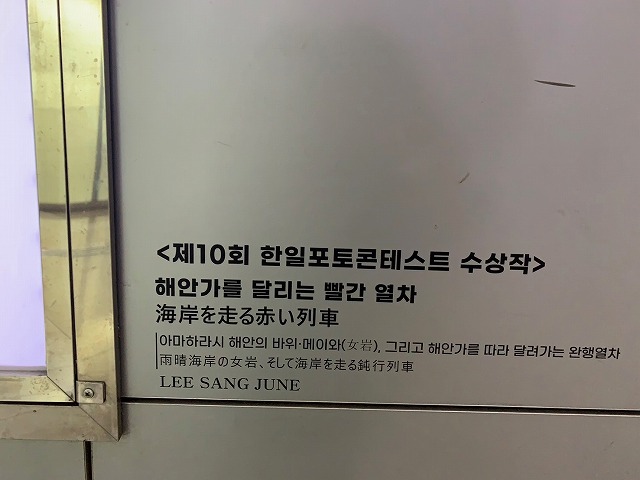 <제10회 한일포토콘테스트 수상작>
해안가를 달리는 빨간 열차
海岸を走る赤い列車
아마하라시 해안의 바위·메이와(女岩), 그리고 해안가를 따라 달려가는 완행열차
雨晴海岸の女岩、そして海岸を走る鈍行列車
LEE SANG JUNE